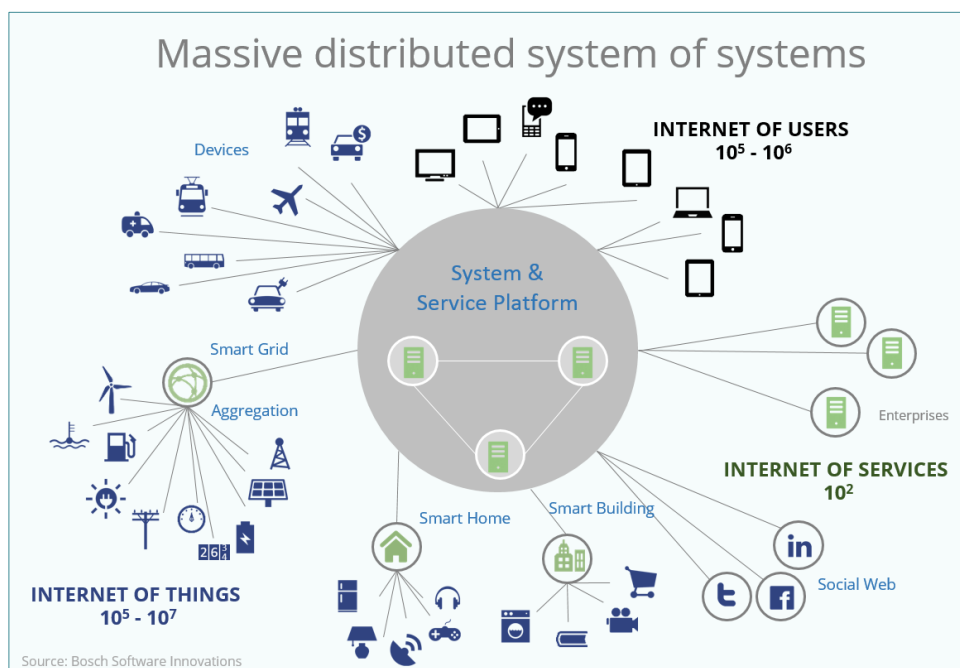 Massive distributed system of systems
Devices
$
INTERNET OF USERS
10⁵ - 10⁶
System &
Service Platform
Smart Grid
Aggregation
Enterprises
INTERNET OF SERVICES
10²
Smart Home
Smart Building
in
t
f
Social Web
INTERNET OF THINGS
10⁵ - 10⁷
Source: Bosch Software Innovations